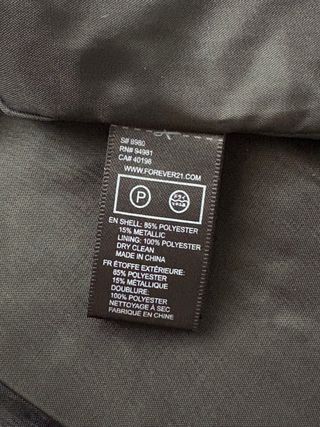 S# 8980
RN# 94981
CA# 40198
WWW.FOREVER21.COM
P
EN SHELL: 85% POLYESTER
15% METALLIC
LINING: 100% POLYESTER
DRY CLEAN
MADE IN CHINA
FR ÉTOFFE EXTÉRIEURE:
85% POLYESTER
15% MÉTALLIQUE
DOUBLURE:
100% POLYESTER
NETTOYAGE À SEC
FABRIQUÉ EN CHINE